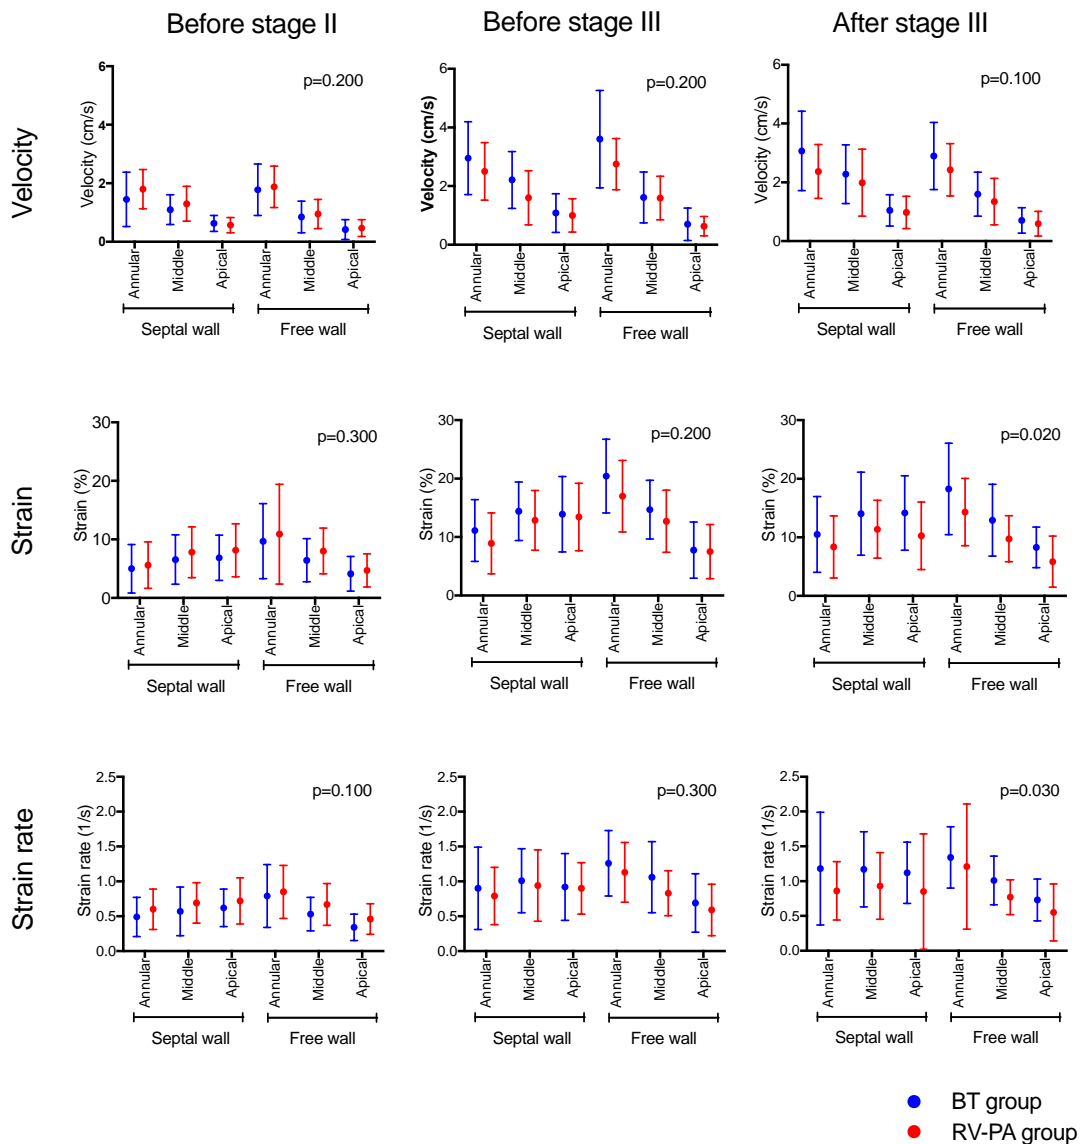 Before stage II
Before stage III
After stage III
Velocity
Velocity (cm/s)
6
4
2
0
p=0.200
Annular
Middle
Apical
Annular
Middle
Apical
Septal wall
Free wall
Velocity (cm/s)
6
4
2
0
p=0.200
Annular
Middle
Apical
Annular
Middle
Apical
Septal wall
Free wall
Velocity (cm/s)
6
4
2
0
p=0.100
Annular
Middle
Apical
Annular
Middle
Apical
Septal wall
Free wall
Strain
Strain (%)
30
20
10
0
p=0.300
Annular
Middle
Apical
Annular
Middle
Apical
Septal wall
Free wall
Strain (%)
30
20
10
0
p=0.200
Annular
Middle
Apical
Annular
Middle
Apical
Septal wall
Free wall
Strain (%)
30
20
10
0
p=0.020
Annular
Middle
Apical
Annular
Middle
Apical
Septal wall
Free wall
Strain rate
Strain rate (1/s)
2.5
2.0
1.5
1.0
0.5
0.0
p=0.100
Annular
Middle
Apical
Annular
Middle
Apical
Septal wall
Free wall
Strain rate (1/s)
2.5
2.0
1.5
1.0
0.5
0.0
p=0.300
Annular
Middle
Apical
Annular
Middle
Apical
Septal wall
Free wall
Strain rate (1/s)
2.5
2.0
1.5
1.0
0.5
0.0
p=0.030
Annular
Middle
Apical
Annular
Middle
Apical
Septal wall
Free wall
BT group
RV-PA group